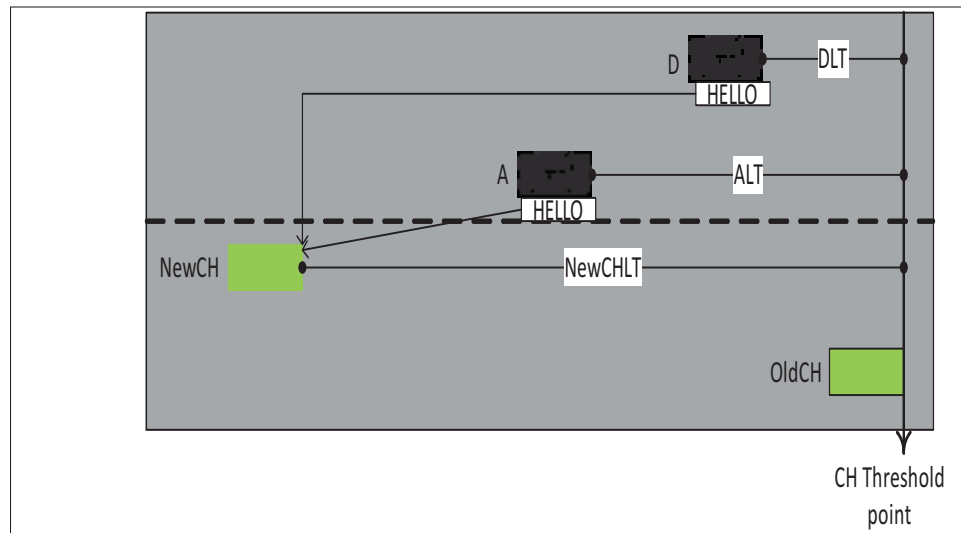 D
DLT
HELLO
A
ALT
HELLO
NewCH
NewCHLT
OldCH
CH Threshold
point